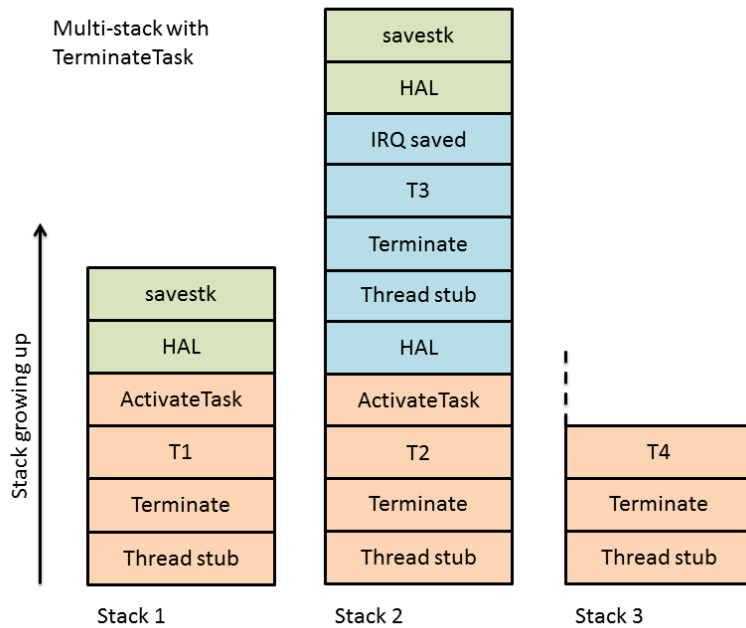 Multi-stack with
TerminateTask
Stack growing up
savestk
HAL
ActivateTask
T1
Terminate
Thread stub
Stack 1
savestk
HAL
IRQ saved
T3
Terminate
Thread stub
HAL
ActivateTask
T2
Terminate
Thread stub
Stack 2
T4
Terminate
Thread stub
Stack 3